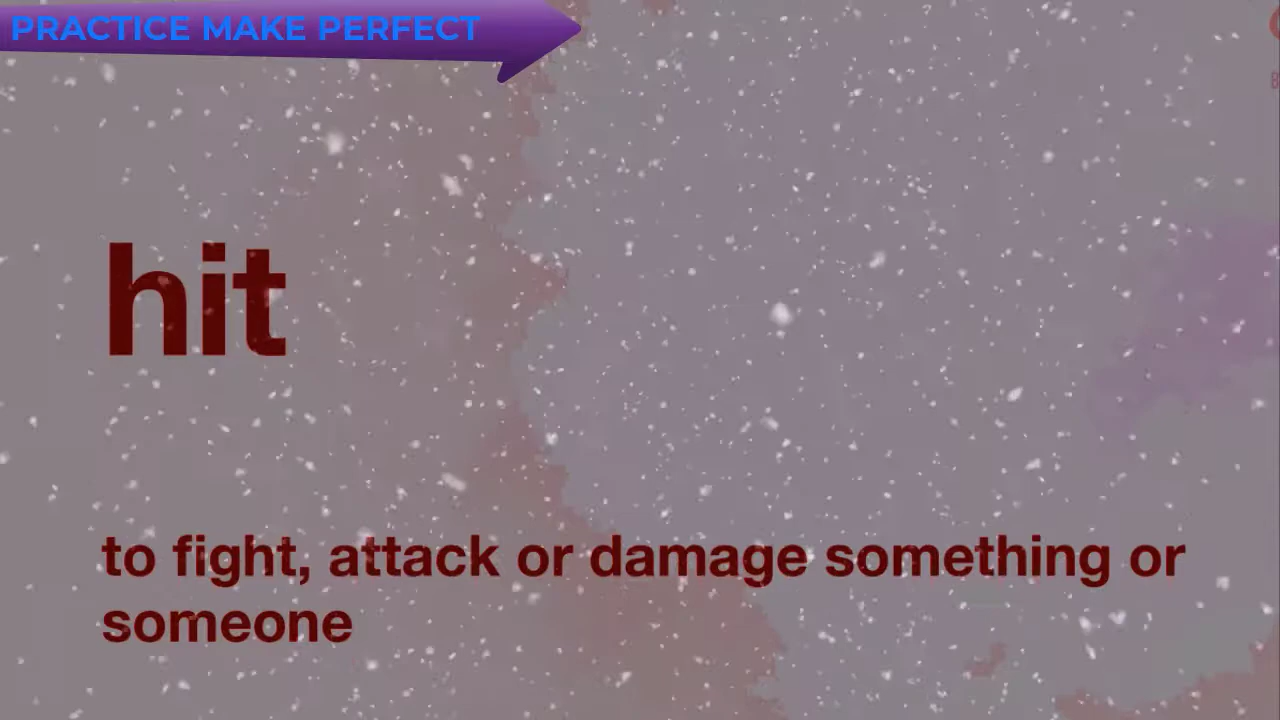 PRACTICE MAKE PERFECT
hit
to fight, attack or damage something or
someone